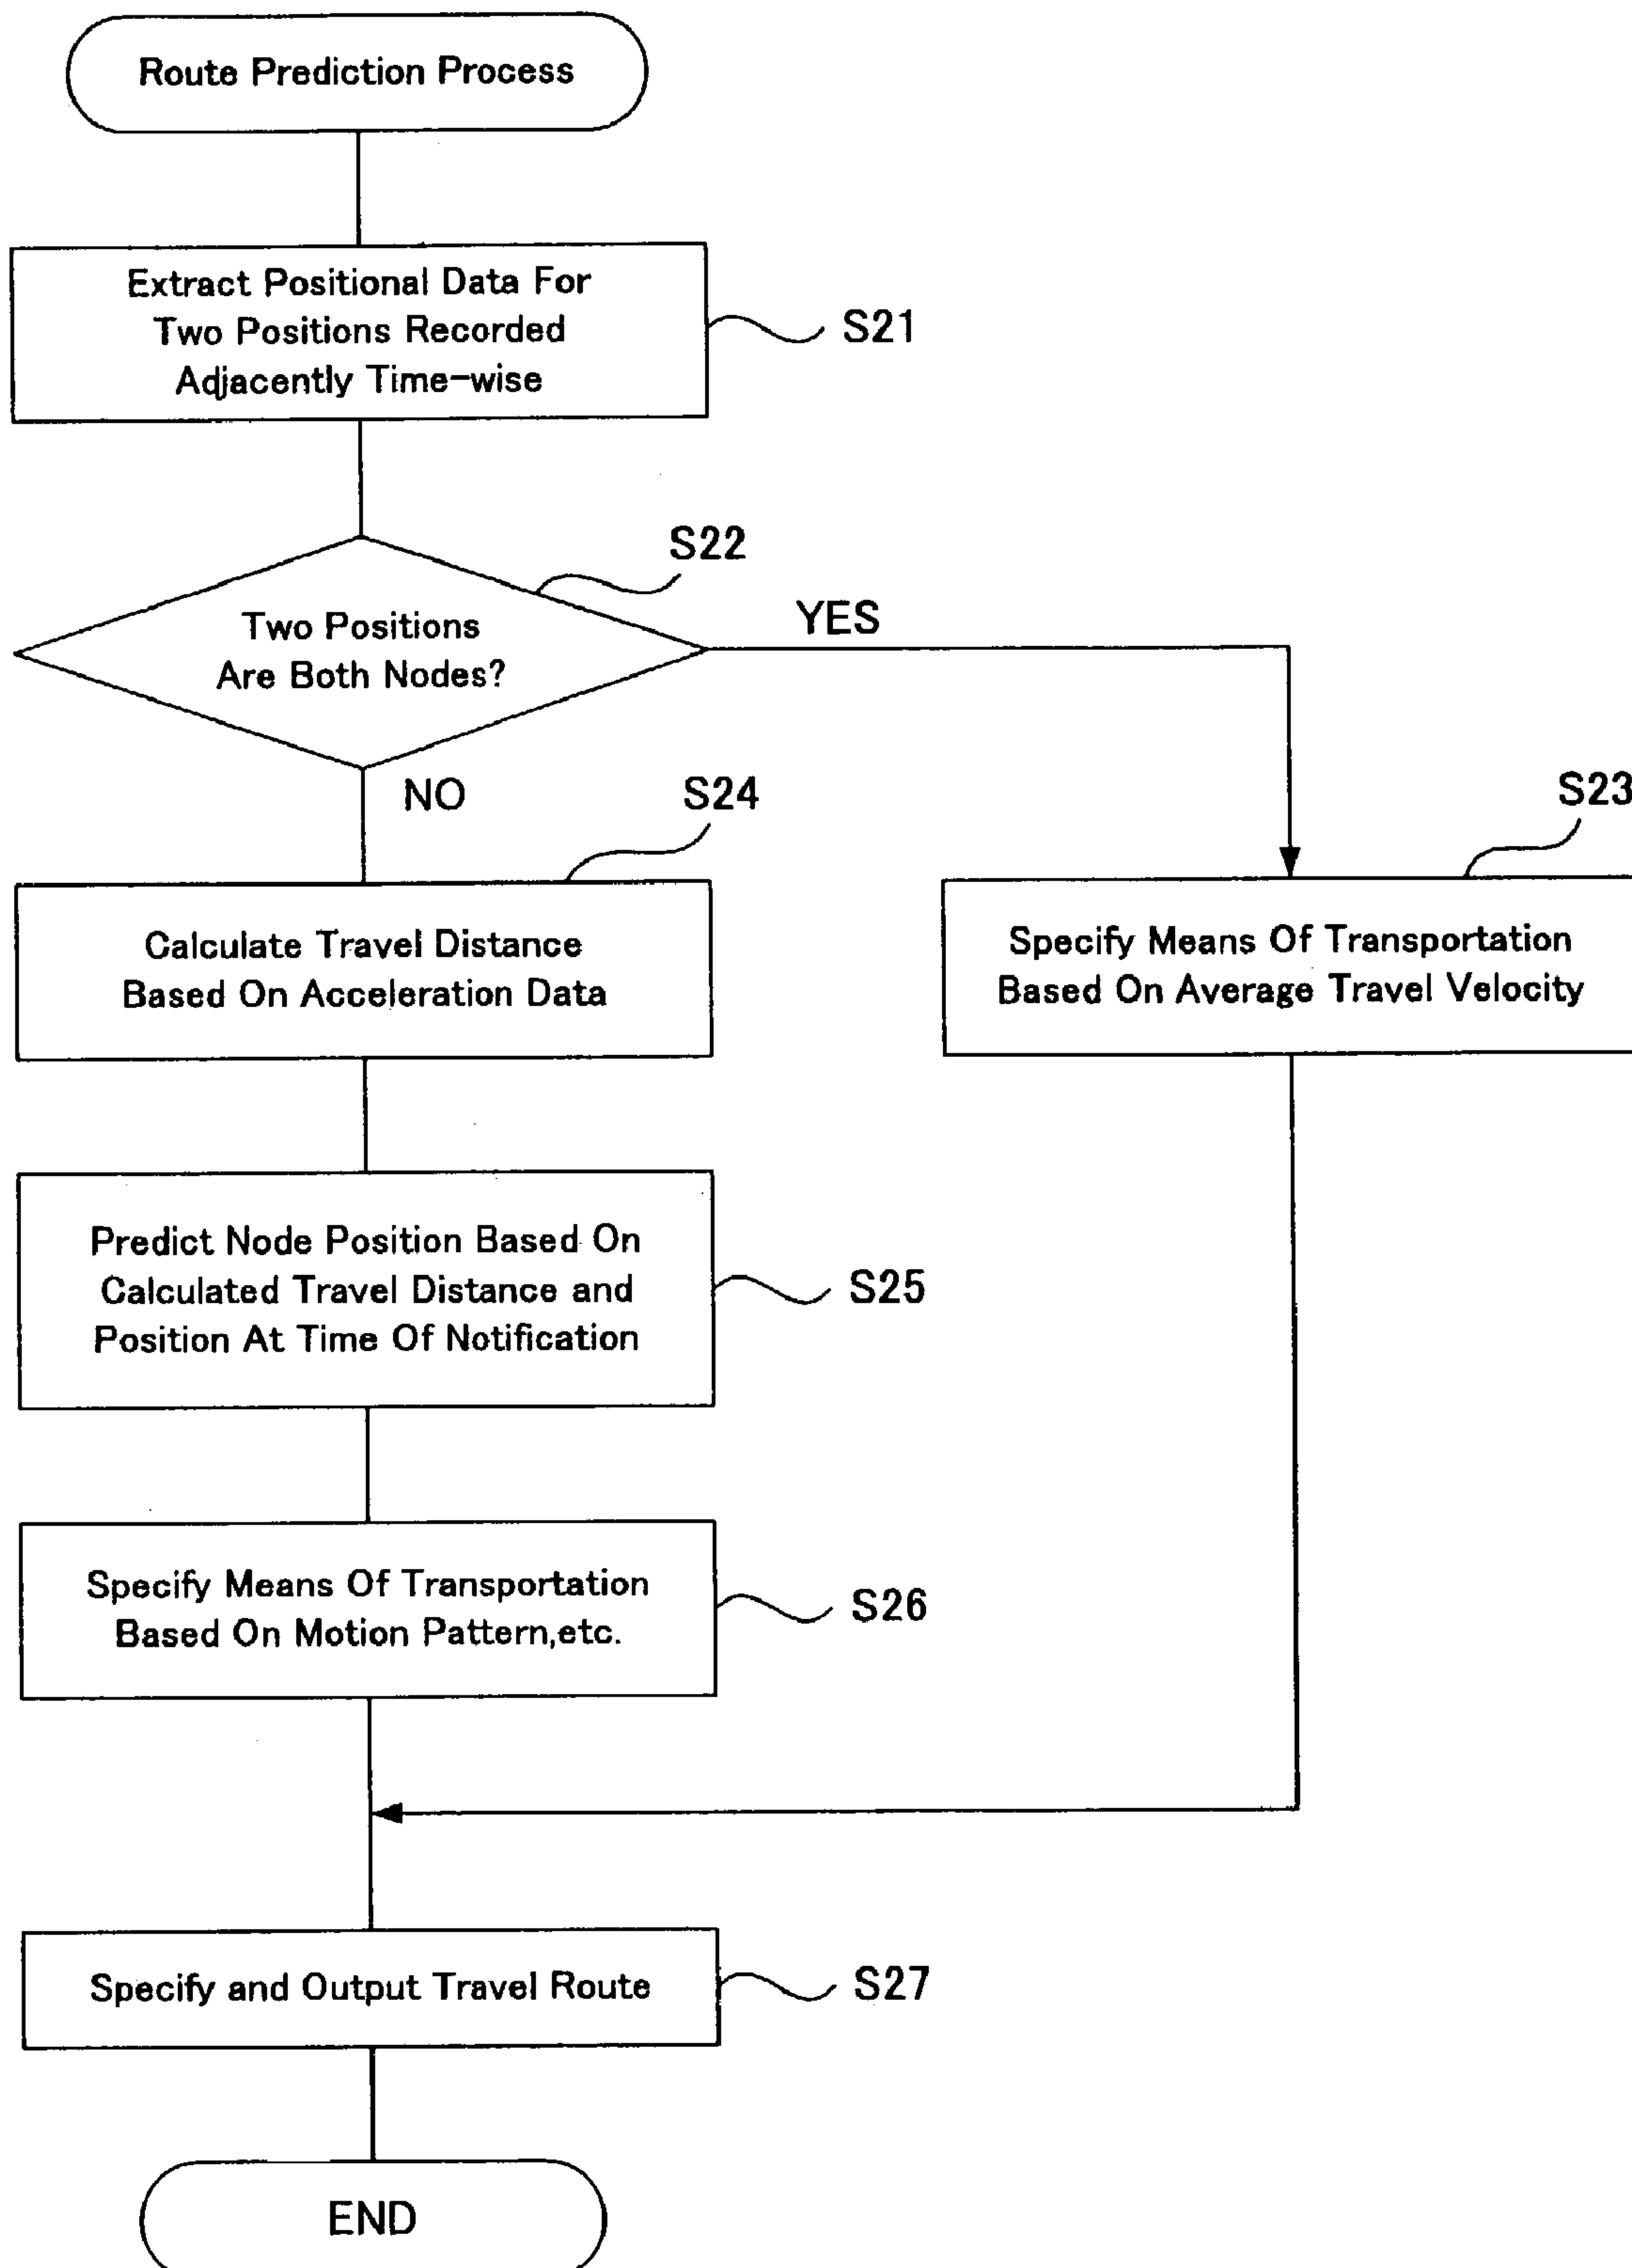 Route Prediction Process
Extract Positional Data For
Two Positions Recorded
Adjacently Time-wise
S21
S22
Two Positions
Are Both Nodes?
YES
NO
S24
S23
Calculate Travel Distance
Based On Acceleration Data
Specify Means Of Transportation
Based On Average Travel Velocity
Predict Node Position Based On
Calculated Travel Distance and
Position At Time Of Notification
S25
Specify Means Of Transportation
Based On Motion Pattern,etc.
S26
Specify and Output Travel Route
S27
END